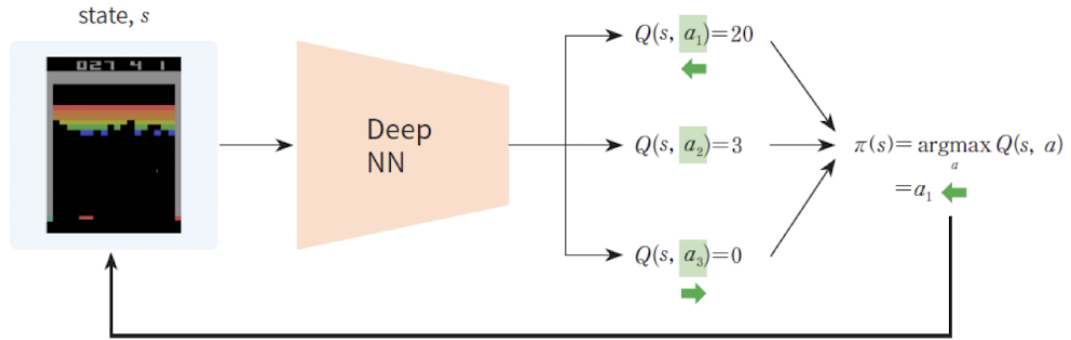 state, s
027 4 1
Deep
NN
Q(s, a₁)=20
Q(s, a₂)=3
Q(s, a₃)=0
π(s)= argmax Q(s, a)
a
=a₁